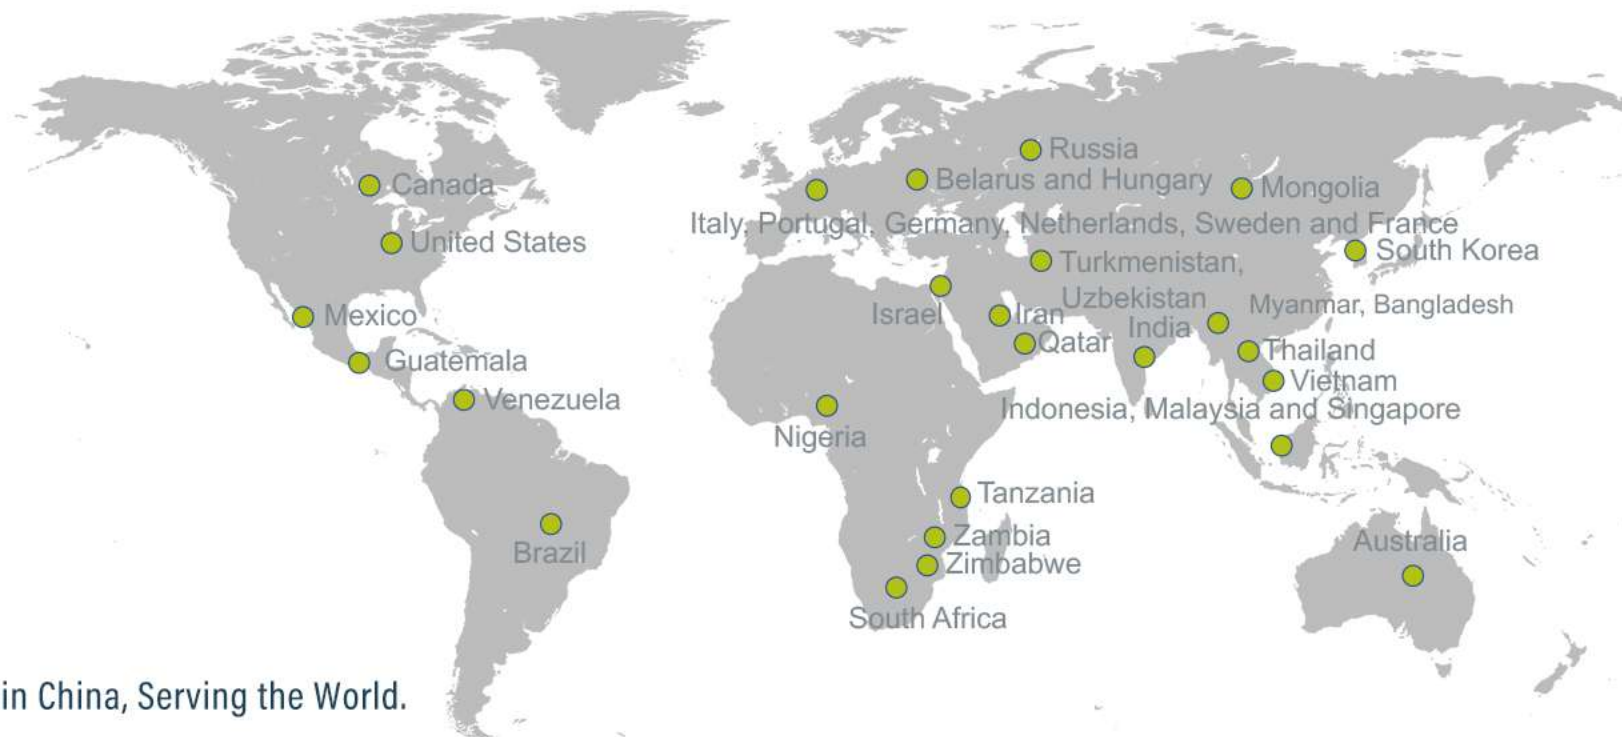 Russia
Belarus and Hungary
Mongolia
Canada
Italy, Portugal, Germany, Netherlands, Sweden and France
United States
South Korea
Turkmenistan,
Uzbekistan
Myanmar, Bangladesh
Israel
Iran
Mexico
India
Qatar
Thailand
Guatemala
Vietnam
Venezuela
Indonesia, Malaysia and Singapore
Nigeria
Tanzania
Zambia
Australia
Brazil
Zimbabwe
South Africa
in China, Serving the World.